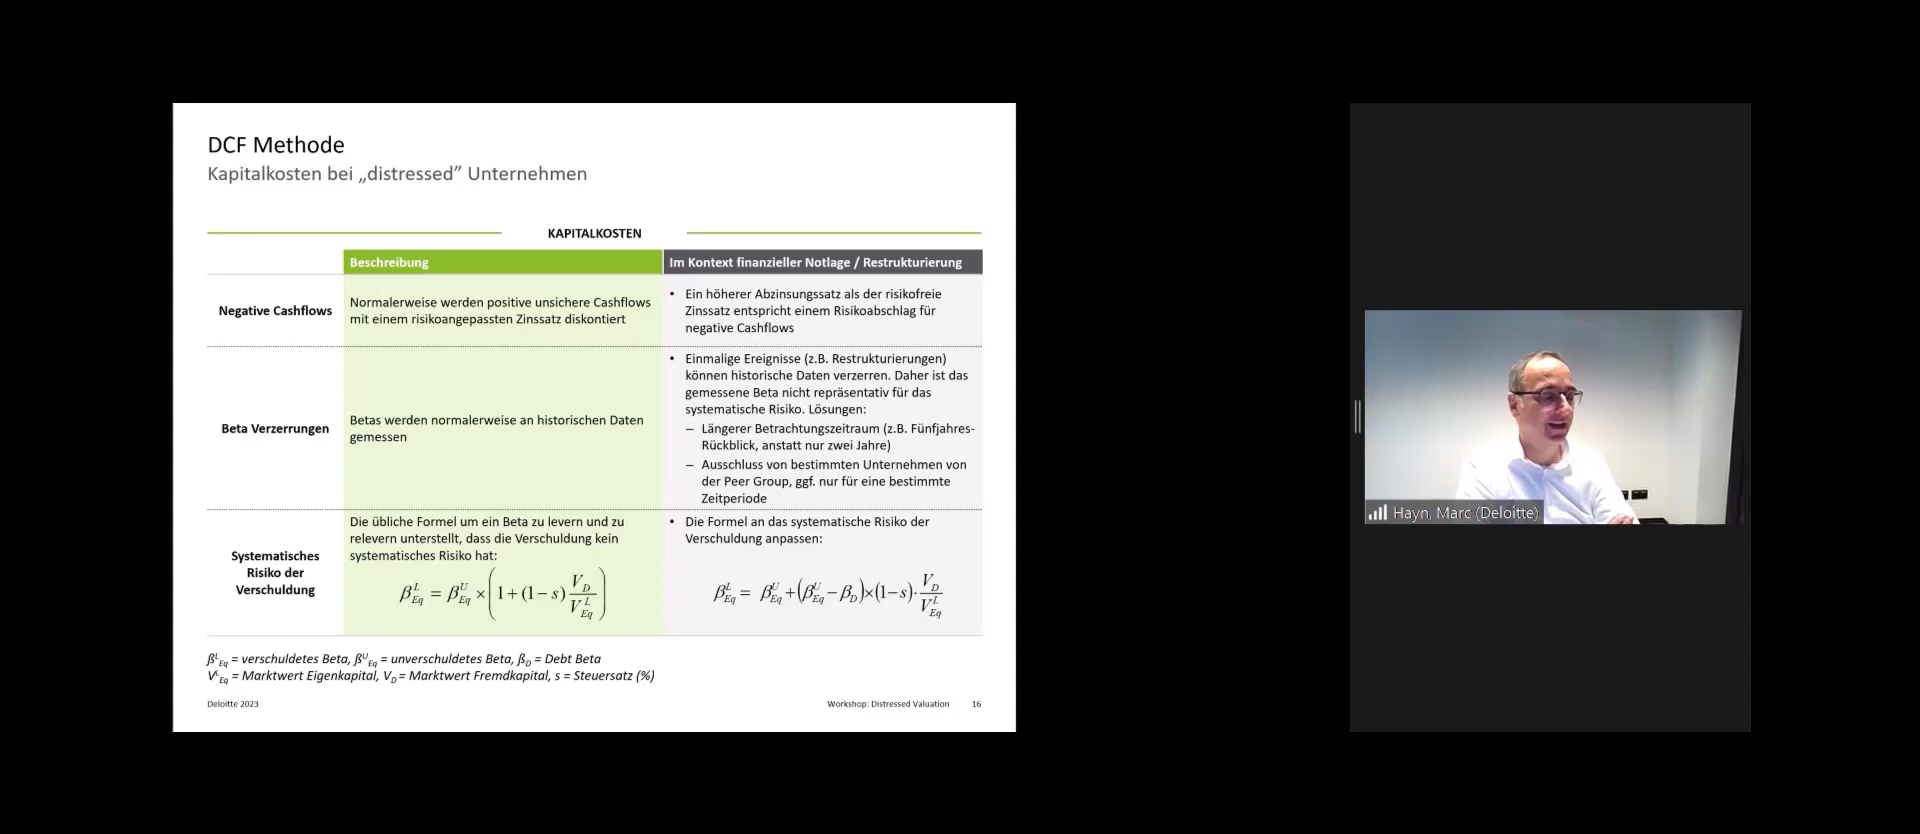 DCF Methode
Kapitalkosten bei „distressed” Unternehmen
KAPITALKOSTEN
Beschreibung
Im Kontext finanzieller Notlage / Restrukturierung
Negative Cashflows
Normalerweise werden positive unsichere Cashflows
mit einem risikoangepassten Zinssatz diskontiert
• Ein höherer Abzinsungssatz als der risikofreie
Zinssatz entspricht einem Risikoabschlag für
negative Cashflows
Beta Verzerrungen
Betas werden normalerweise an historischen Daten
gemessen
• Einmalige Ereignisse (z.B. Restrukturierungen)
können historische Daten verzerren. Daher ist das
gemessene Beta nicht repräsentativ für das
systematische Risiko. Lösungen:
– Längerer Betrachtungszeitraum (z.B. Fünfjahres-
Rückblick, anstatt nur zwei Jahre)
– Ausschluss von bestimmten Unternehmen von
der Peer Group, ggf. nur für eine bestimmte
Zeitperiode
Systematisches
Risiko der
Verschuldung
Die übliche Formel um ein Beta zu levern und zu
relevern unterstellt, dass die Verschuldung kein
systematisches Risiko hat:
β^L_Eq = β^U_Eq × (1 + (1 – s) V_D / V^L_Eq)
• Die Formel an das systematische Risiko der
Verschuldung anpassen:
β^L_Eq = β^U_Eq + (β^U_Eq – β_D) × (1 – s) · V_D / V^L_Eq
ß^L_Eq = verschuldetes Beta, ß^U_Eq = unverschuldetes Beta, ß_D = Debt Beta
V^L_Eq = Marktwert Eigenkapital, V_D = Marktwert Fremdkapital, s = Steuersatz (%)
Deloitte 2023
Workshop: Distressed Valuation 16
Hayn, Marc (Deloitte)